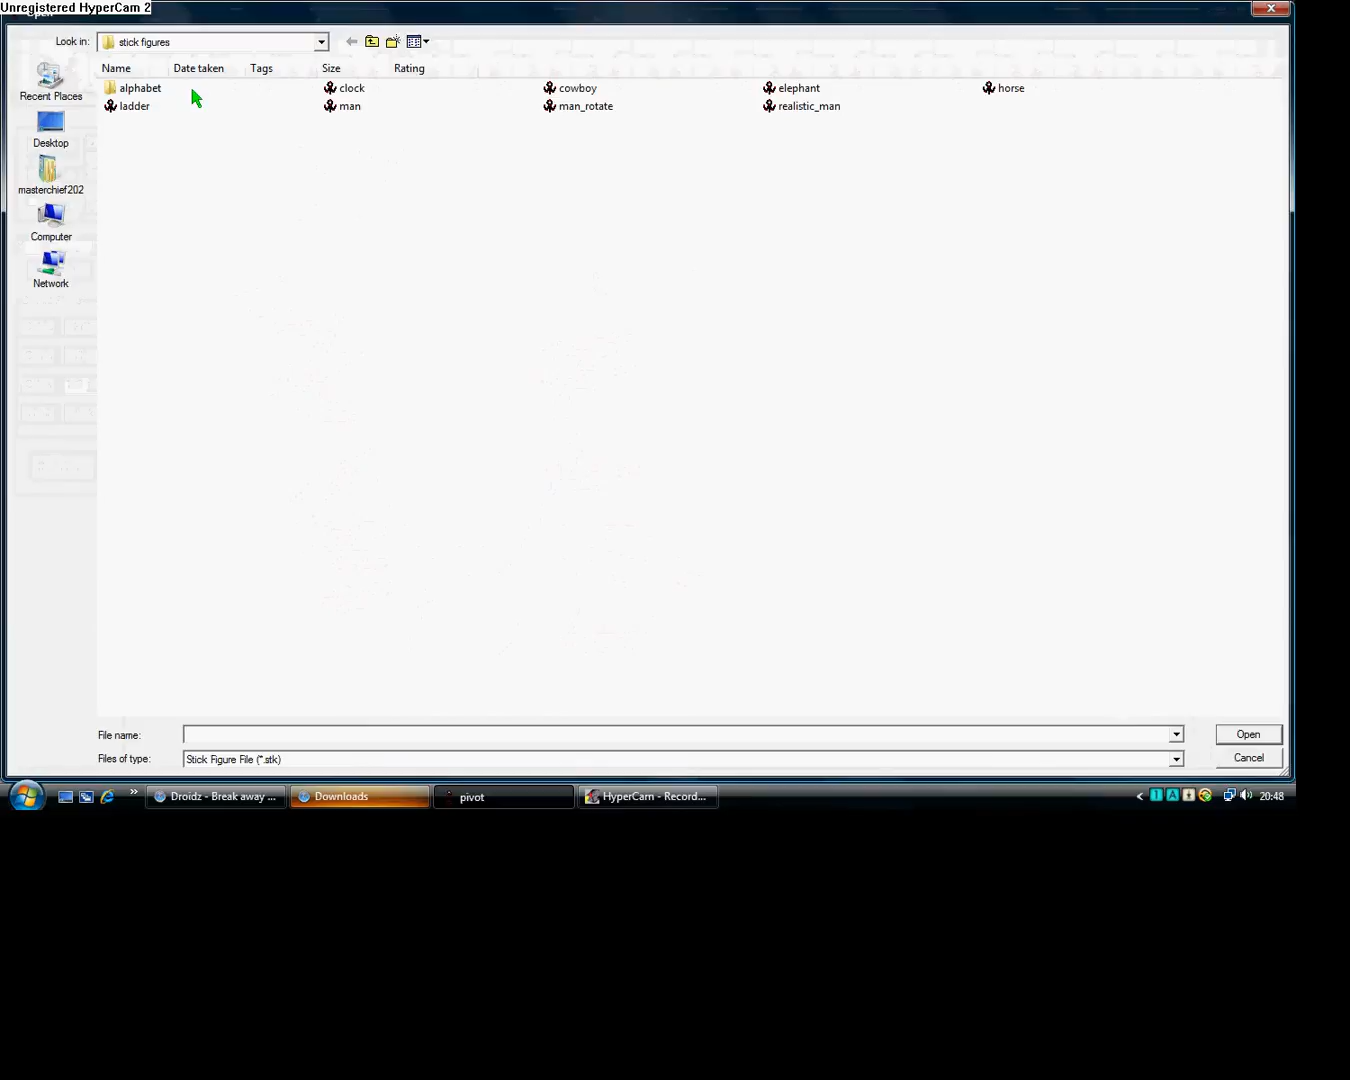 Unregistered HyperCam 2
Look in: stick figures
Name Date taken Tags Size Rating
alphabet clock cowboy elephant horse
ladder man man_rotate realistic_man
Recent Places
Desktop
masterchief202
Computer
Network
File name: Open
Files of type: Stick Figure File (*.stk) Cancel
Droidz - Break away ... Downloads pivot HyperCam - Record... 20:48